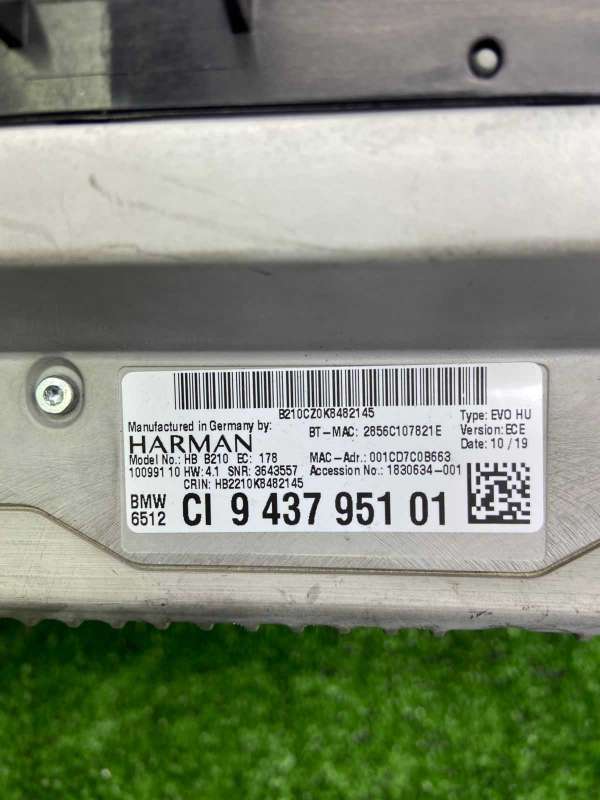 B210CZ0K8482145
Manufactured in Germany by:
HARMAN
BT-MAC: 2856C107821E
Type: EVO HU
Version: ECE
Date: 10 / 19
Model No.: HB B210 EC: 178
MAC-Adr.: 001CD7C0B663
10099110 HW: 4.1 SNR: 3643557
Accession No.: 1830634-001
CRIN: HB2210K8482145
BMW
6512
CI 9 437 951 01